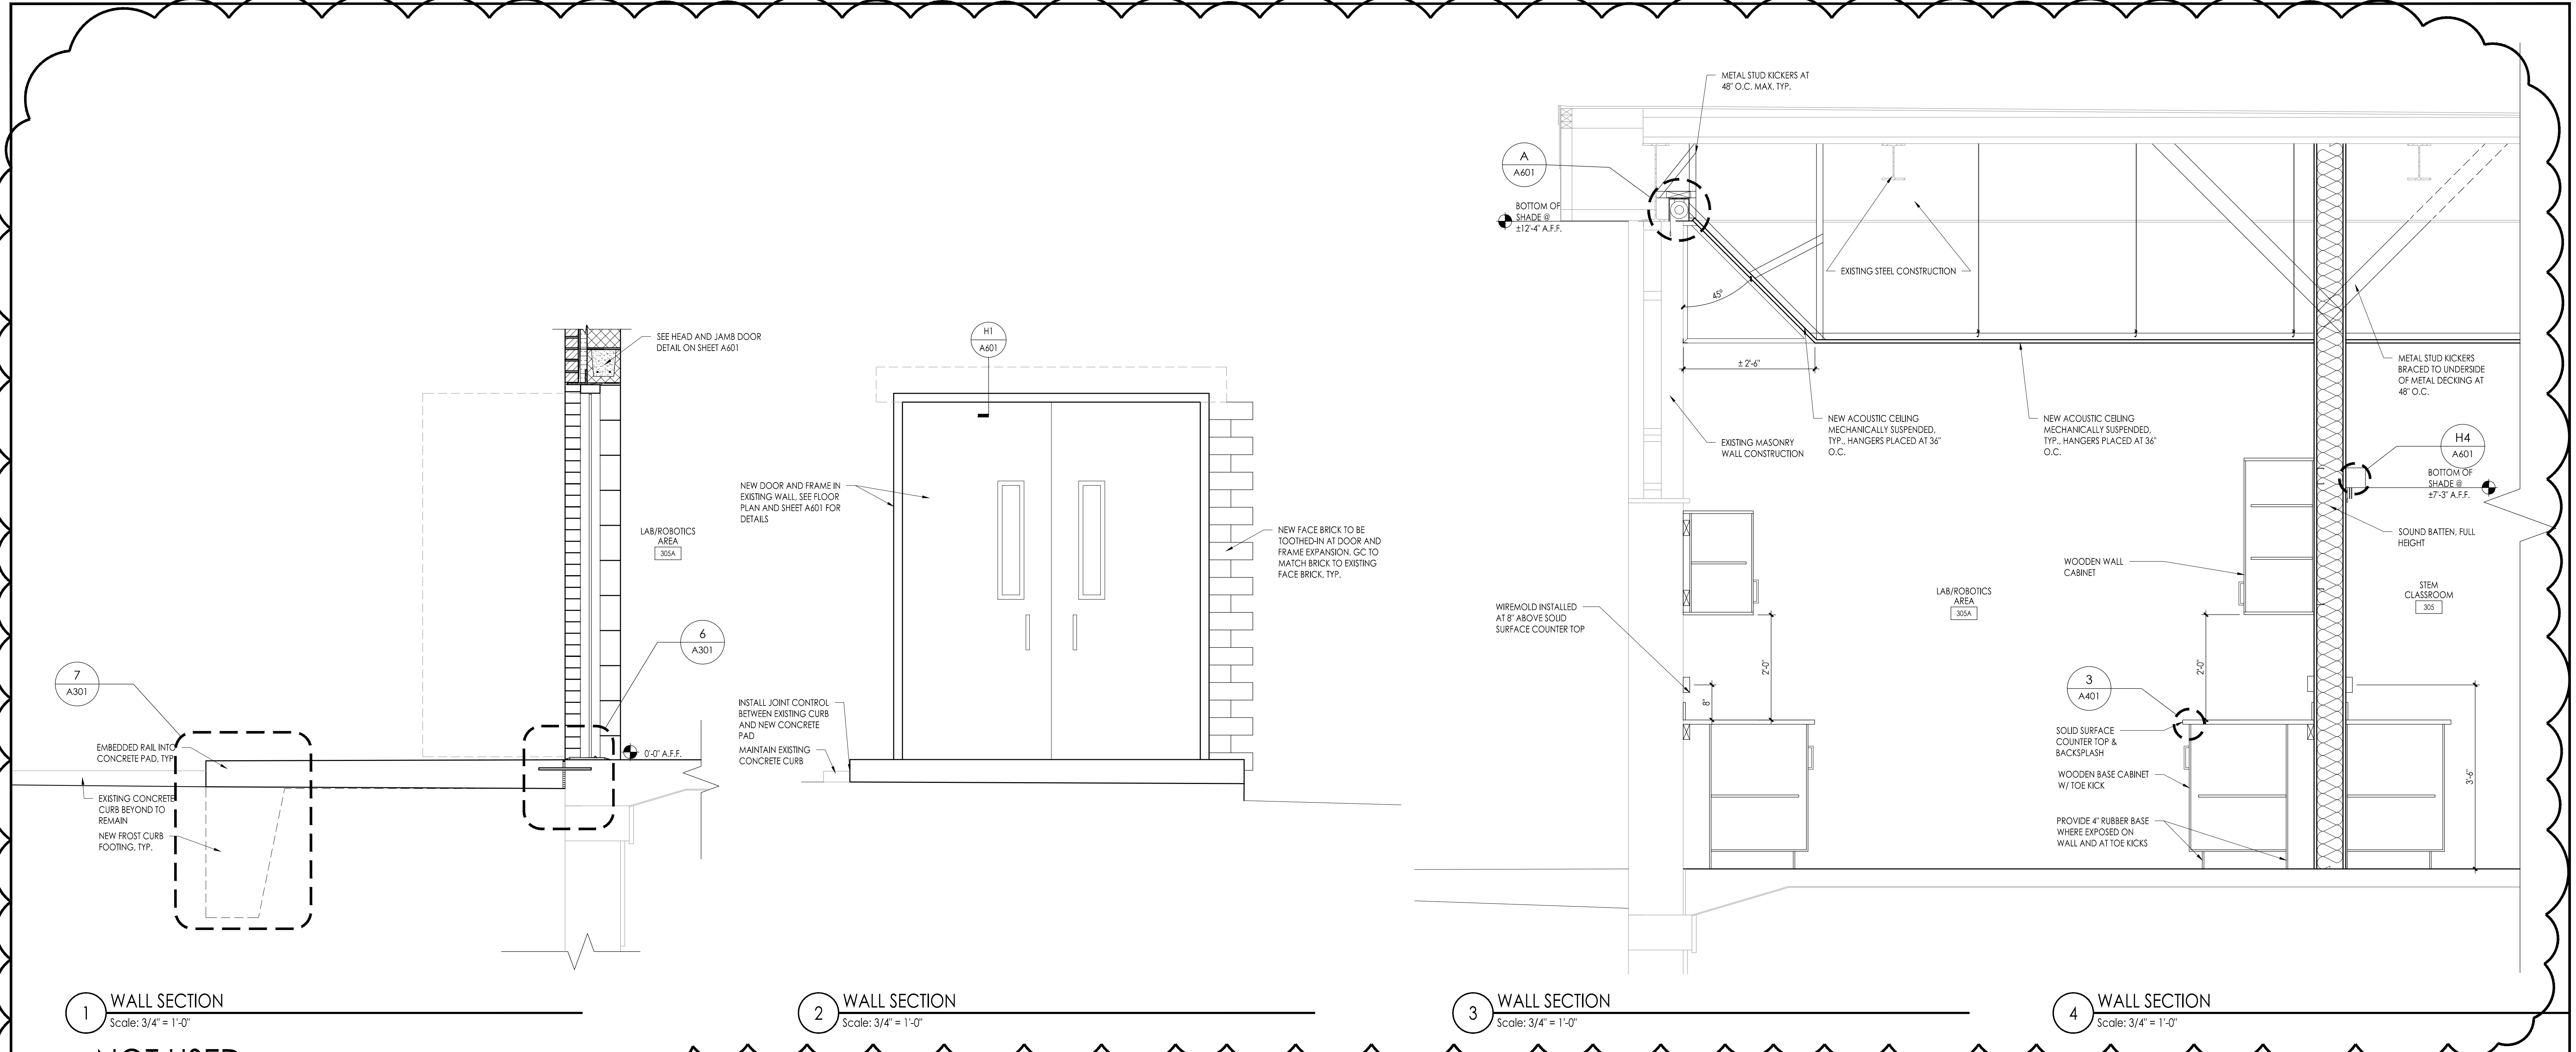 SEE HEAD AND JAMB DOOR
DETAIL ON SHEET A601
LAB/ROBOTICS
AREA
305A
6
A301
7
A301
EMBEDDED RAIL INTO
CONCRETE PAD, TYP.
0'-0" A.F.F.
EXISTING CONCRETE
CURB BEYOND TO
REMAIN
NEW FROST CURB
FOOTING, TYP.
1
WALL SECTION
Scale: 3/4" = 1'-0"
H1
A601
NEW DOOR AND FRAME IN
EXISTING WALL, SEE FLOOR
PLAN AND SHEET A601 FOR
DETAILS
NEW FACE BRICK TO BE
TOOTHED-IN AT DOOR AND
FRAME EXPANSION. GC TO
MATCH BRICK TO EXISTING
FACE BRICK, TYP.
INSTALL JOINT CONTROL
BETWEEN EXISTING CURB
AND NEW CONCRETE
PAD
MAINTAIN EXISTING
CONCRETE CURB
2
WALL SECTION
Scale: 3/4" = 1'-0"
METAL STUD KICKERS AT
48" O.C. MAX. TYP.
A
A601
BOTTOM OF
SHADE @
±12'-4" A.F.F.
EXISTING STEEL CONSTRUCTION
45°
± 2'-6"
EXISTING MASONRY
WALL CONSTRUCTION
NEW ACOUSTIC CEILING
MECHANICALLY SUSPENDED,
TYP., HANGERS PLACED AT 36"
O.C.
NEW ACOUSTIC CEILING
MECHANICALLY SUSPENDED,
TYP., HANGERS PLACED AT 36"
O.C.
METAL STUD KICKERS
BRACED TO UNDERSIDE
OF METAL DECKING AT
48" O.C.
H4
A601
BOTTOM OF
SHADE @
±7'-3" A.F.F.
SOUND BATTEN, FULL
HEIGHT
WOODEN WALL
CABINET
LAB/ROBOTICS
AREA
305A
STEM
CLASSROOM
305
WIREMOLD INSTALLED
AT 8" ABOVE SOLID
SURFACE COUNTER TOP
2'-0"
8"
2'-0"
3'-6"
3
A401
SOLID SURFACE
COUNTER TOP &
BACKSPLASH
WOODEN BASE CABINET
W/ TOE KICK
PROVIDE 4" RUBBER BASE
WHERE EXPOSED ON
WALL AND AT TOE KICKS
3
WALL SECTION
Scale: 3/4" = 1'-0"
4
WALL SECTION
Scale: 3/4" = 1'-0"
NOT USED